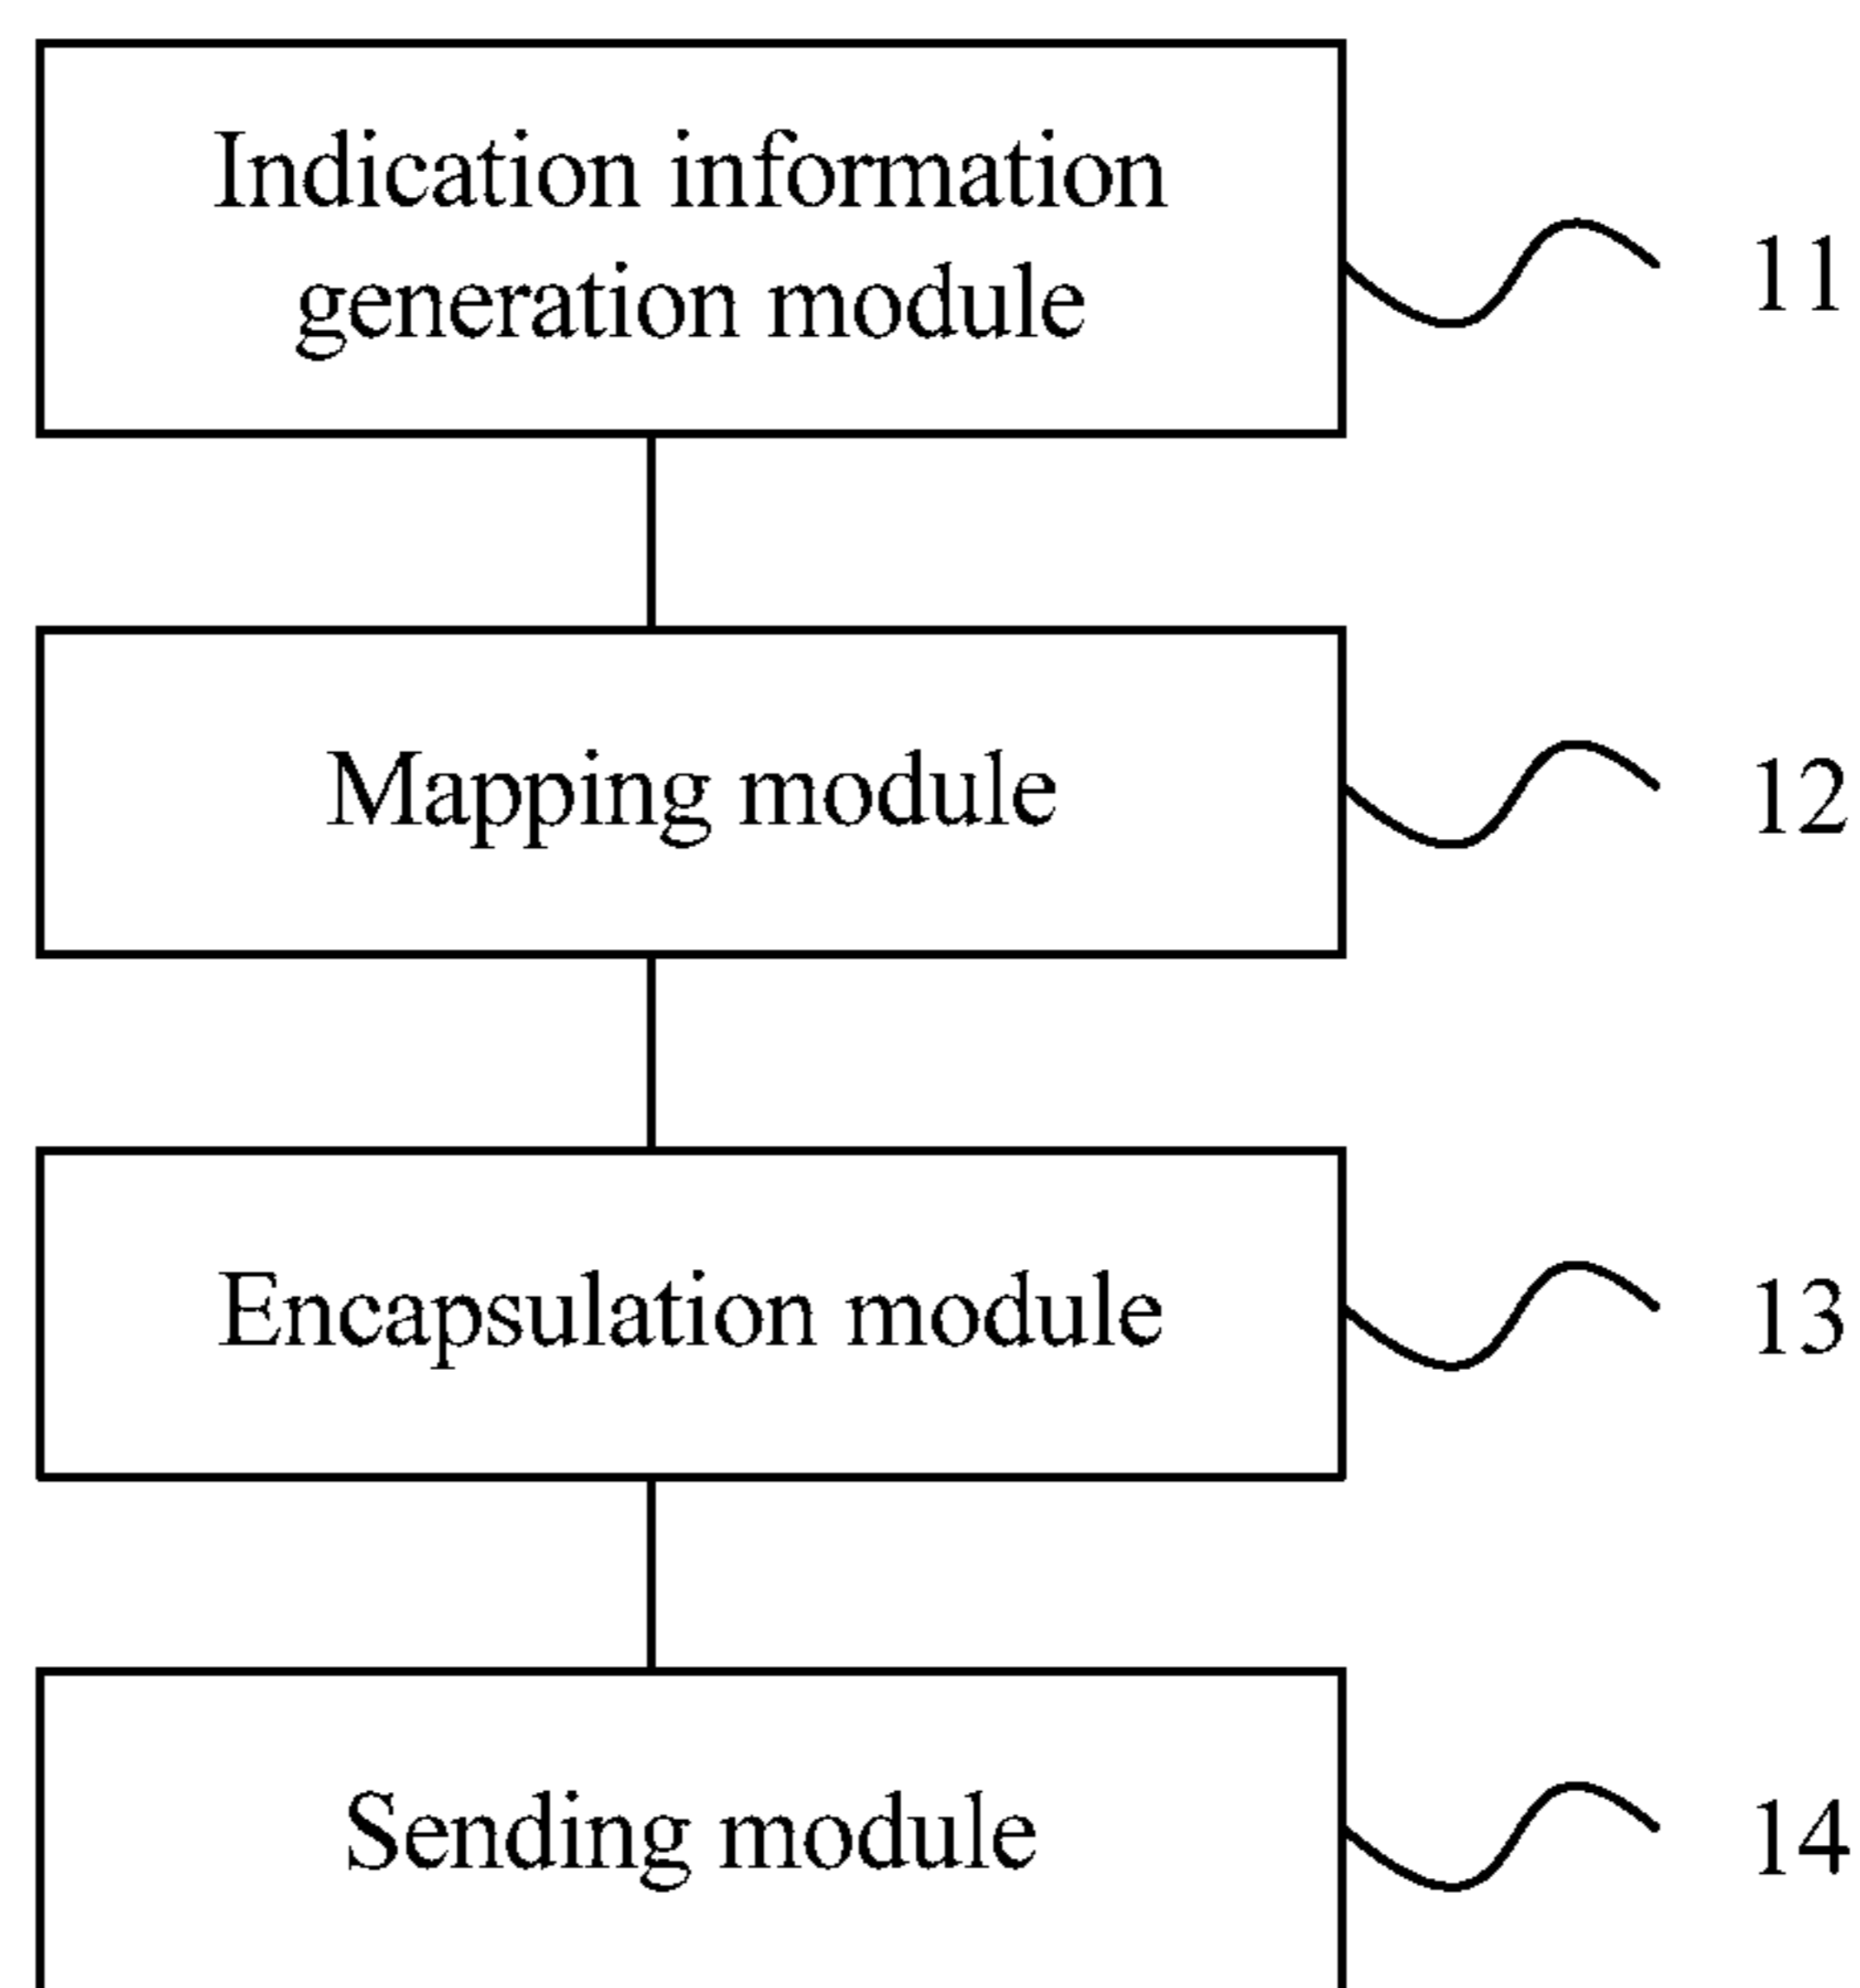 Indication information
generation module
11
Mapping module
12
Encapsulation module
13
Sending module
14